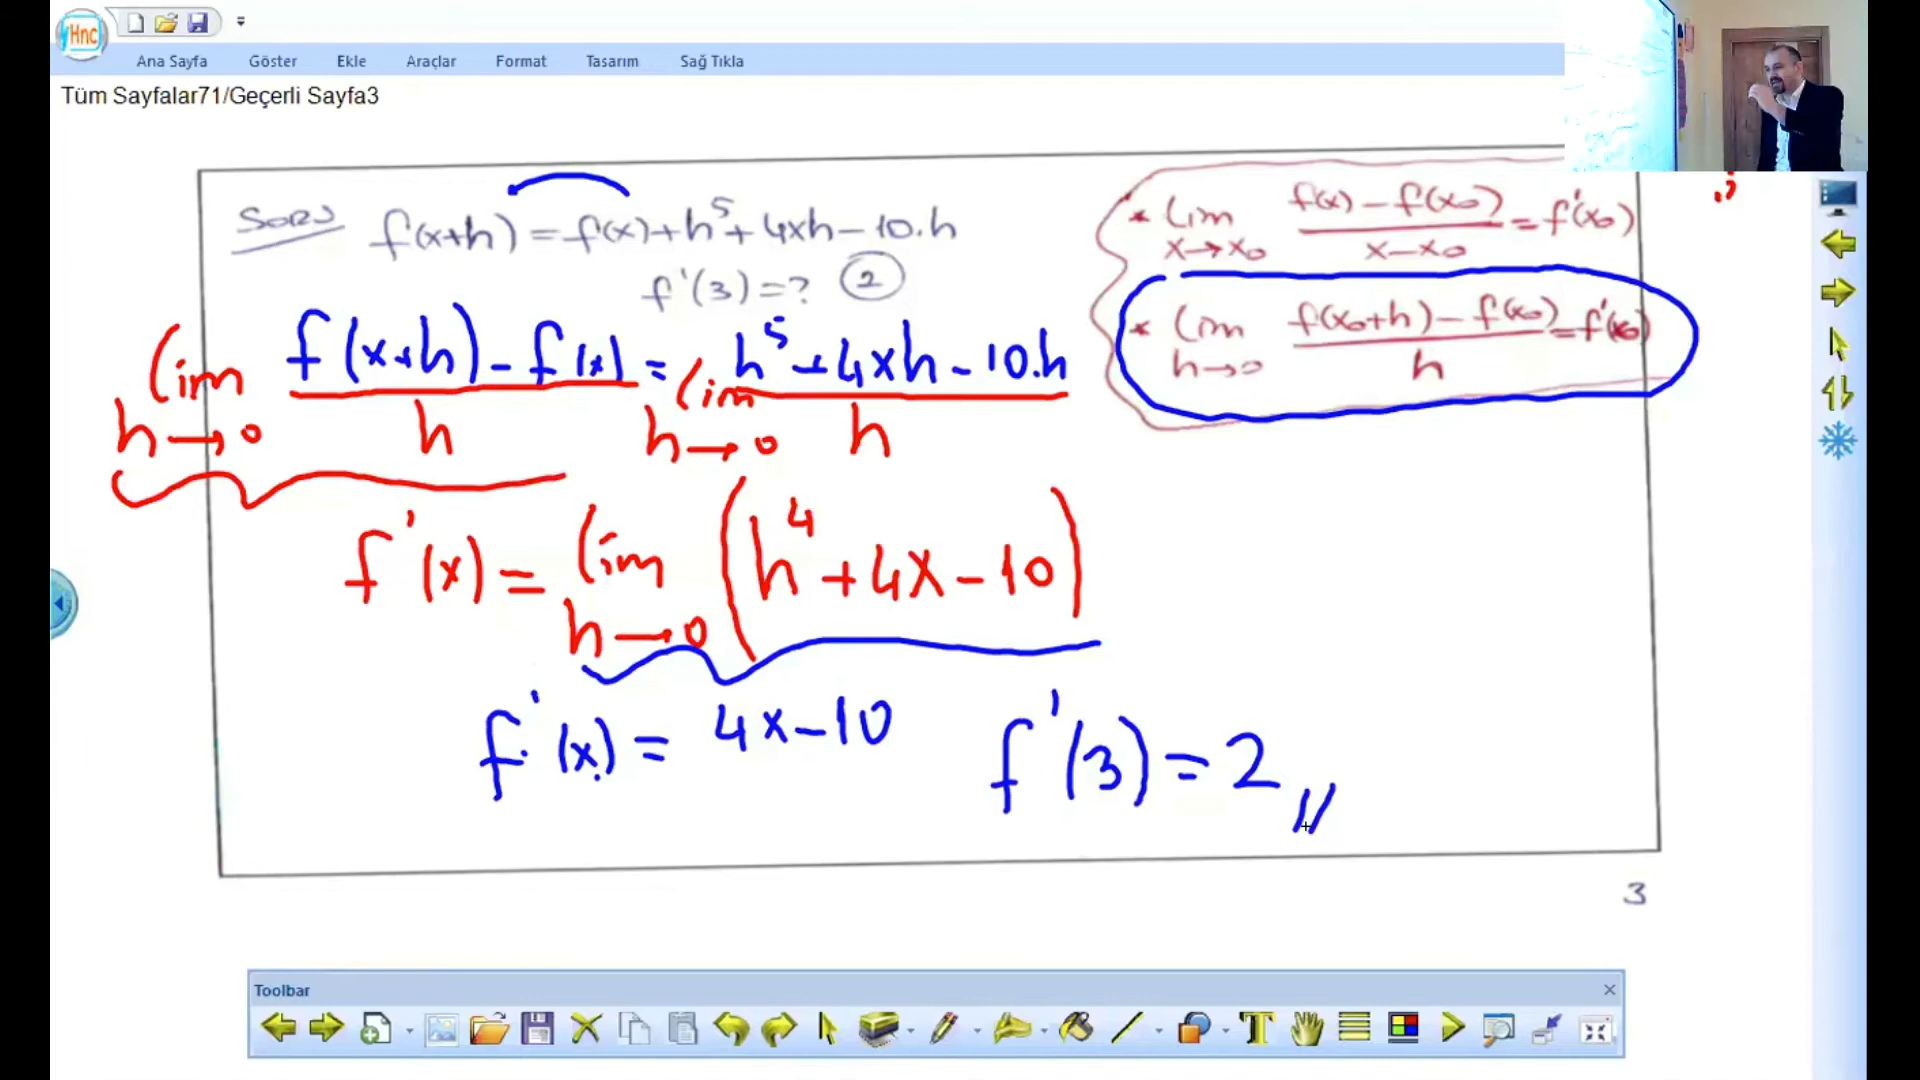 Hnc
Ana Sayfa Göster Ekle Araçlar Format Tasarım Sağ Tıkla
Tüm Sayfalar71/Geçerli Sayfa3
SORU f(x+h) = f(x) + h⁵ + 4xh - 10.h
f'(3) = ? 2
* lim x→x₀ (f(x) - f(x₀))/(x - x₀) = f'(x₀)
* lim h→0 (f(x₀+h) - f(x₀))/h = f'(x₀)
lim h→0 (f(x+h) - f(x))/h = lim h→0 (h⁵ + 4xh - 10.h)/h
f'(x) = lim h→0 (h⁴ + 4x - 10)
f'(x) = 4x - 10 f'(3) = 2 //
3
Toolbar